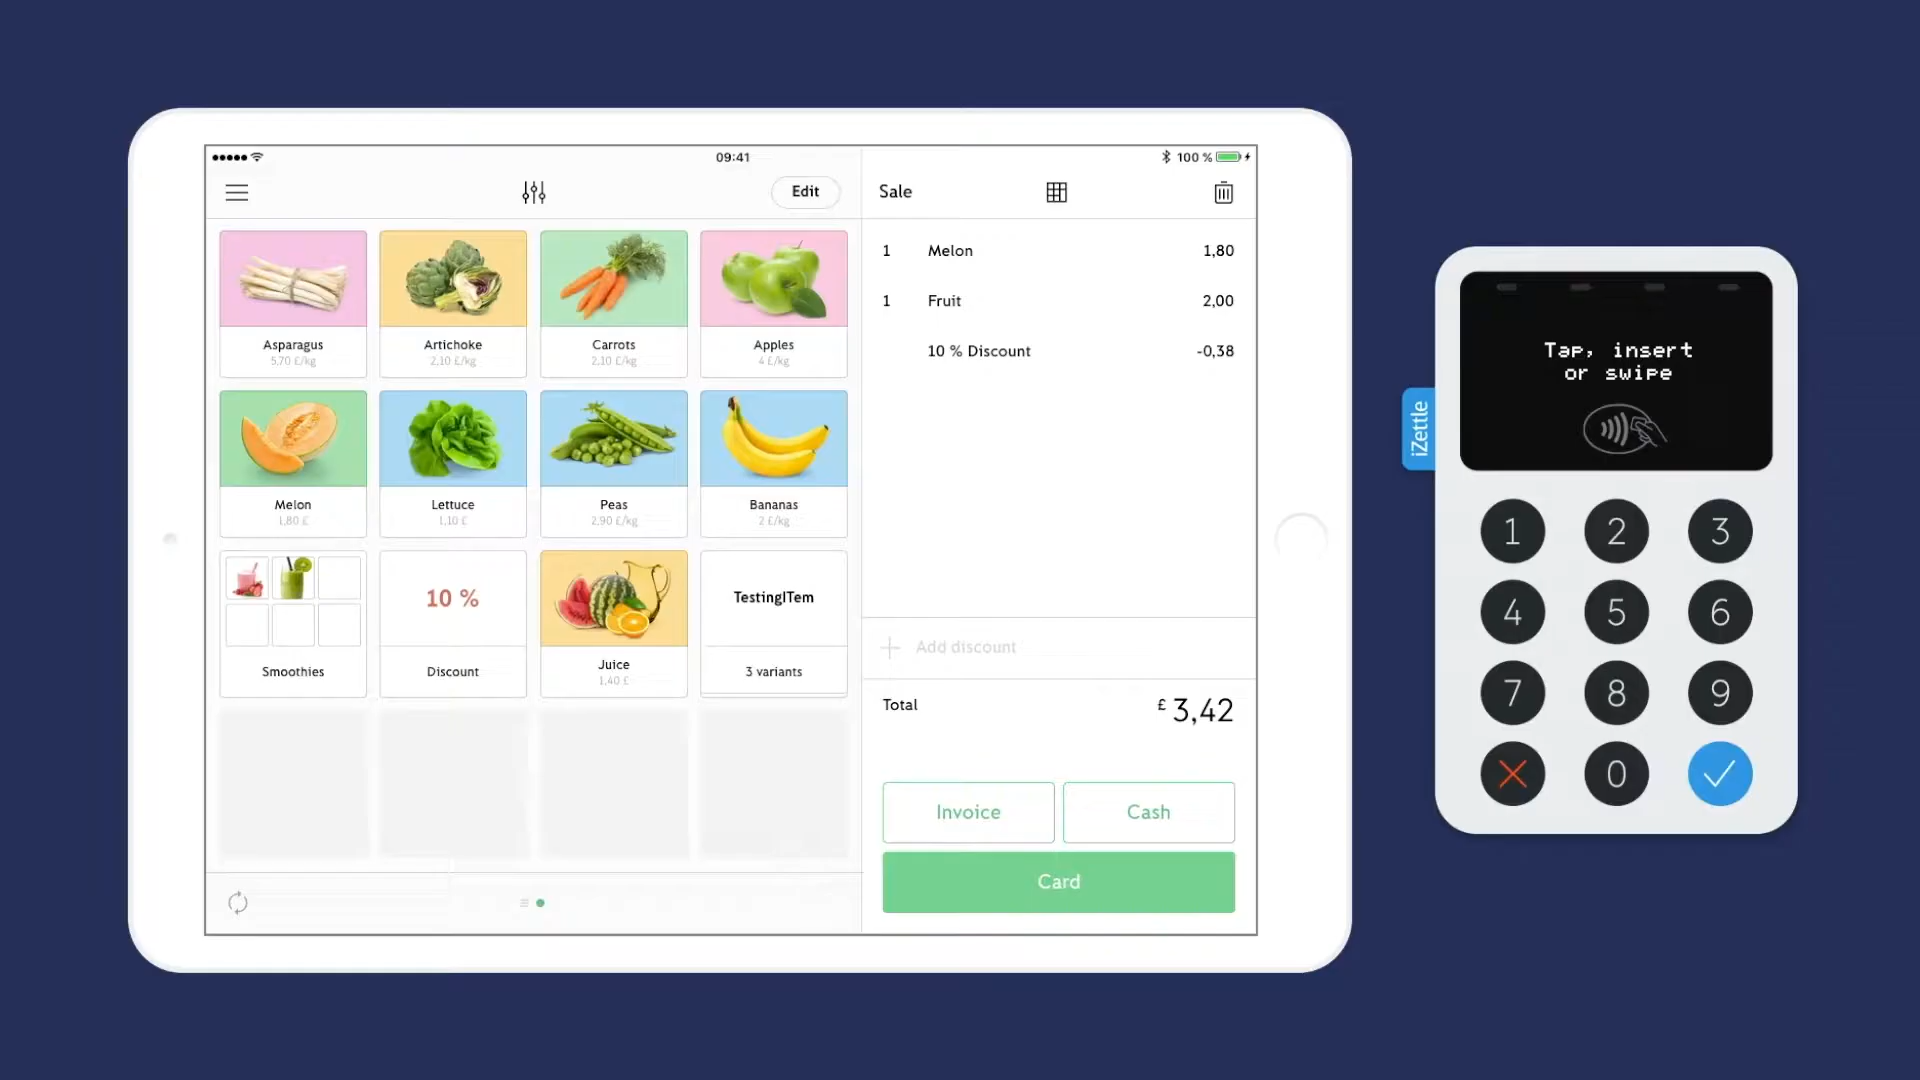 09:41
100 %
Edit
Sale
Asparagus
5,70 £/kg
Artichoke
2,10 £/kg
Carrots
2,10 £/kg
Apples
4 £/kg
Melon
1,80 £
Lettuce
1,10 £
Peas
2,90 £/kg
Bananas
2 £/kg
Smoothies
10 %
Discount
Juice
1,40 £
TestingITem
3 variants
1 Melon 1,80
1 Fruit 2,00
10 % Discount -0,38
Add discount
Total £ 3,42
Invoice
Cash
Card
iZettle
Tap, insert
or swipe
1 2 3
4 5 6
7 8 9
0